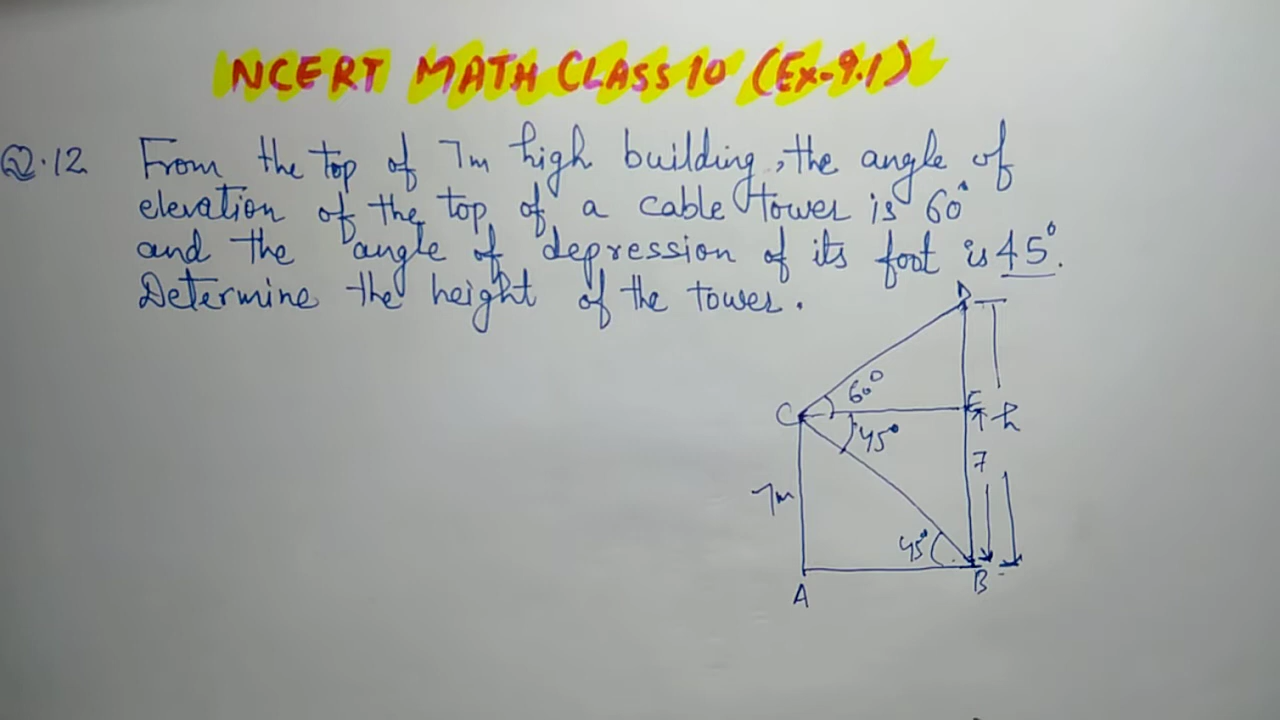 NCERT MATH CLASS 10 (Ex-9.1)
Q.12 From the top of 7m high building, the angle of
elevation of the top of a cable tower is 60°
and the angle of depression of its foot is 45°.
Determine the height of the tower.
D
60°
C
E
h
45°
7
7m
45°
A
B